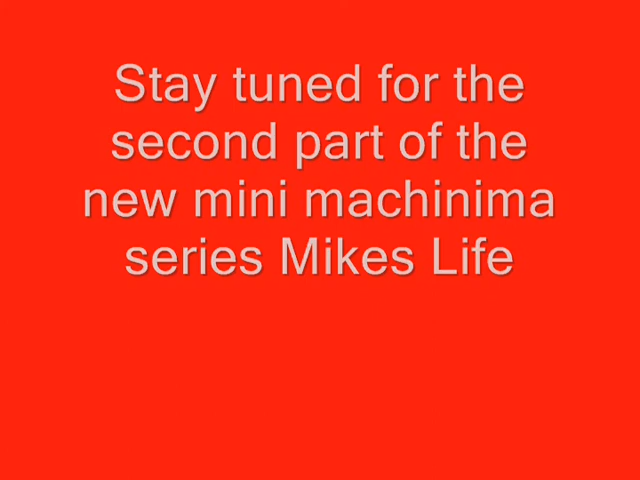 Stay tuned for the
second part of the
new mini machinima
series Mikes Life